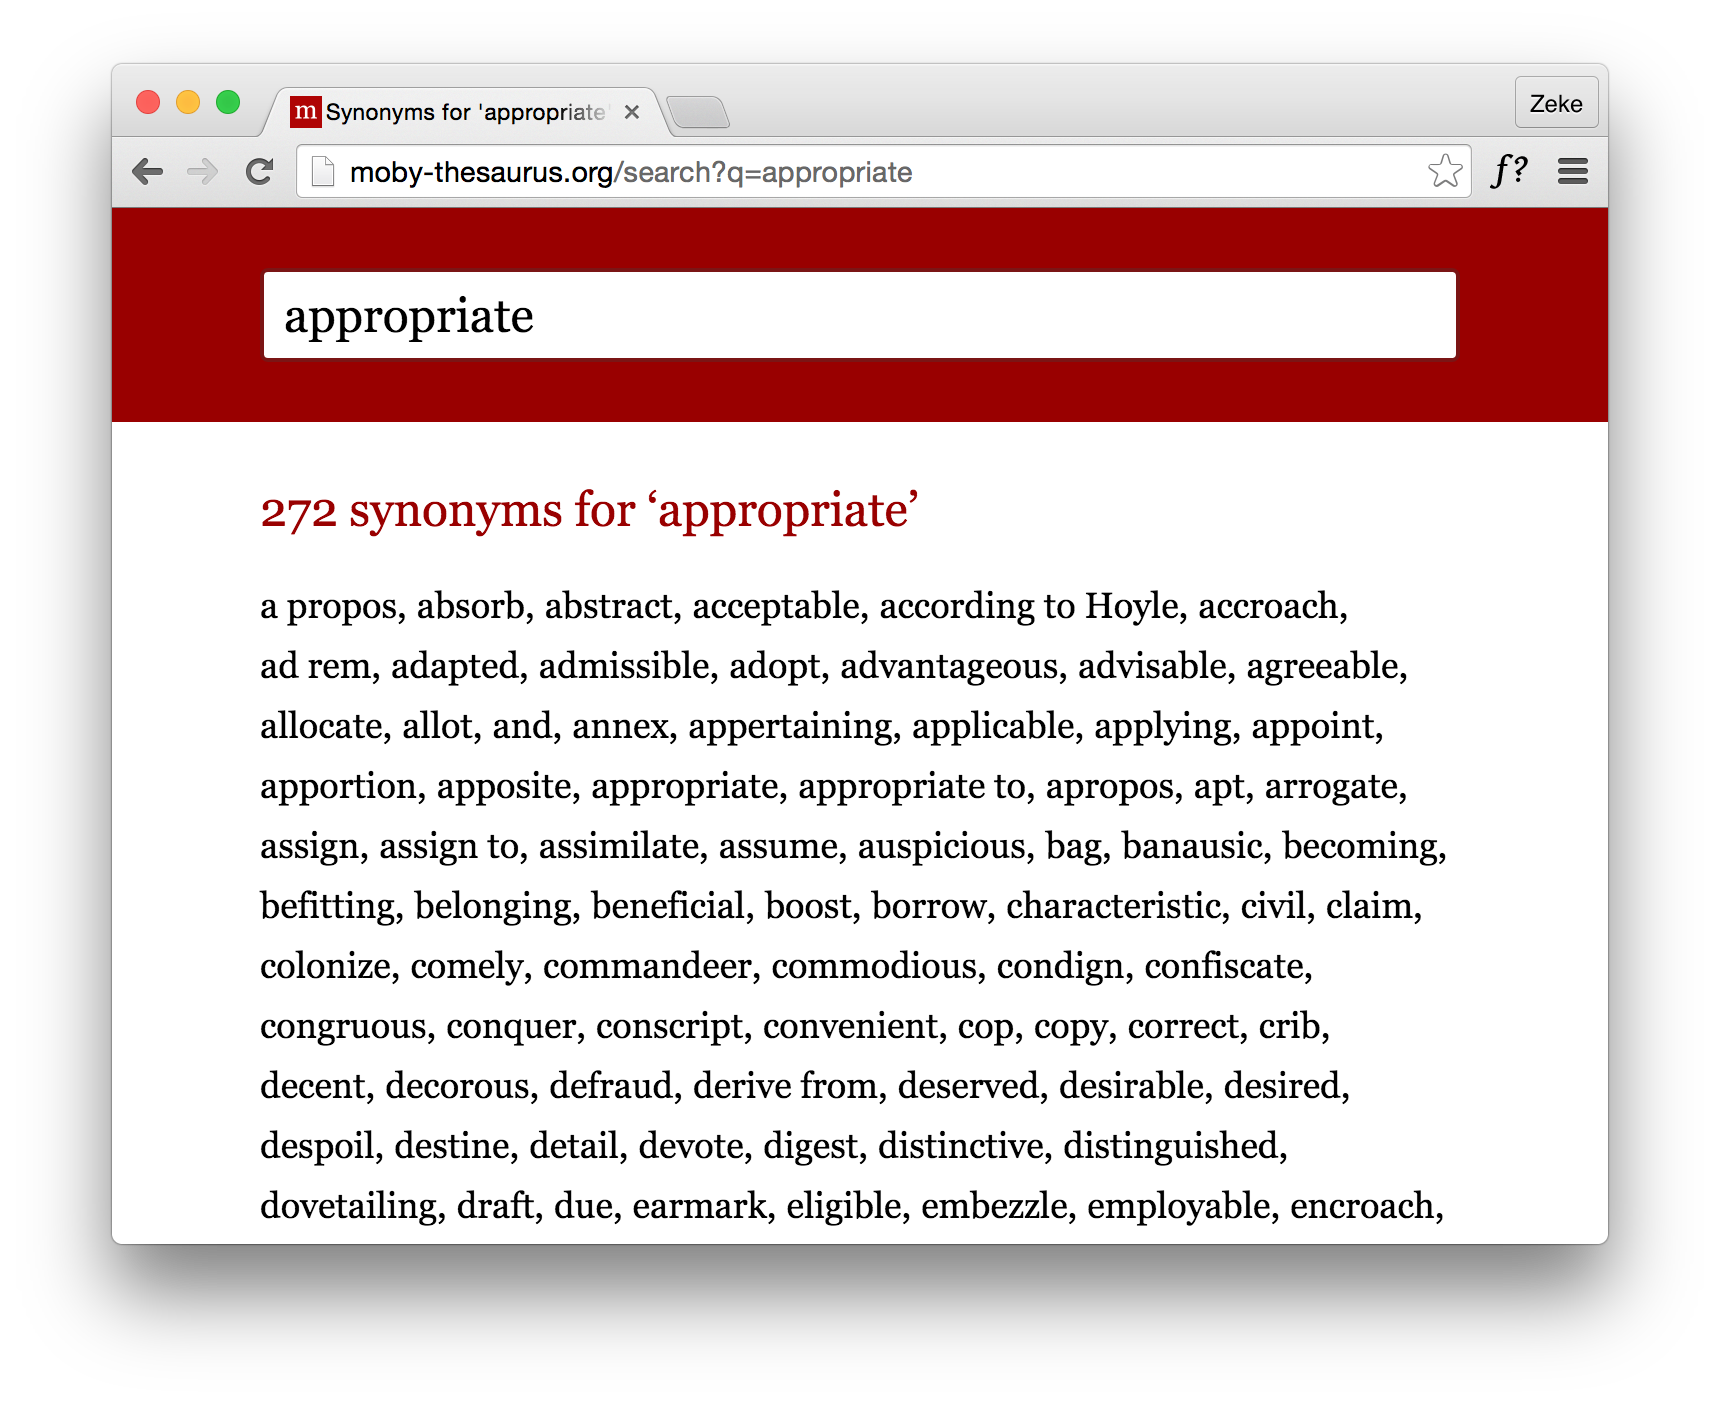 m Synonyms for 'appropriate'
Zeke
moby-thesaurus.org/search?q=appropriate
f?
appropriate
272 synonyms for ‘appropriate’
a propos, absorb, abstract, acceptable, according to Hoyle, accroach,
ad rem, adapted, admissible, adopt, advantageous, advisable, agreeable,
allocate, allot, and, annex, appertaining, applicable, applying, appoint,
apportion, apposite, appropriate, appropriate to, apropos, apt, arrogate,
assign, assign to, assimilate, assume, auspicious, bag, banausic, becoming,
befitting, belonging, beneficial, boost, borrow, characteristic, civil, claim,
colonize, comely, commandeer, commodious, condign, confiscate,
congruous, conquer, conscript, convenient, cop, copy, correct, crib,
decent, decorous, defraud, derive from, deserved, desirable, desired,
despoil, destine, detail, devote, digest, distinctive, distinguished,
dovetailing, draft, due, earmark, eligible, embezzle, employable, encroach,